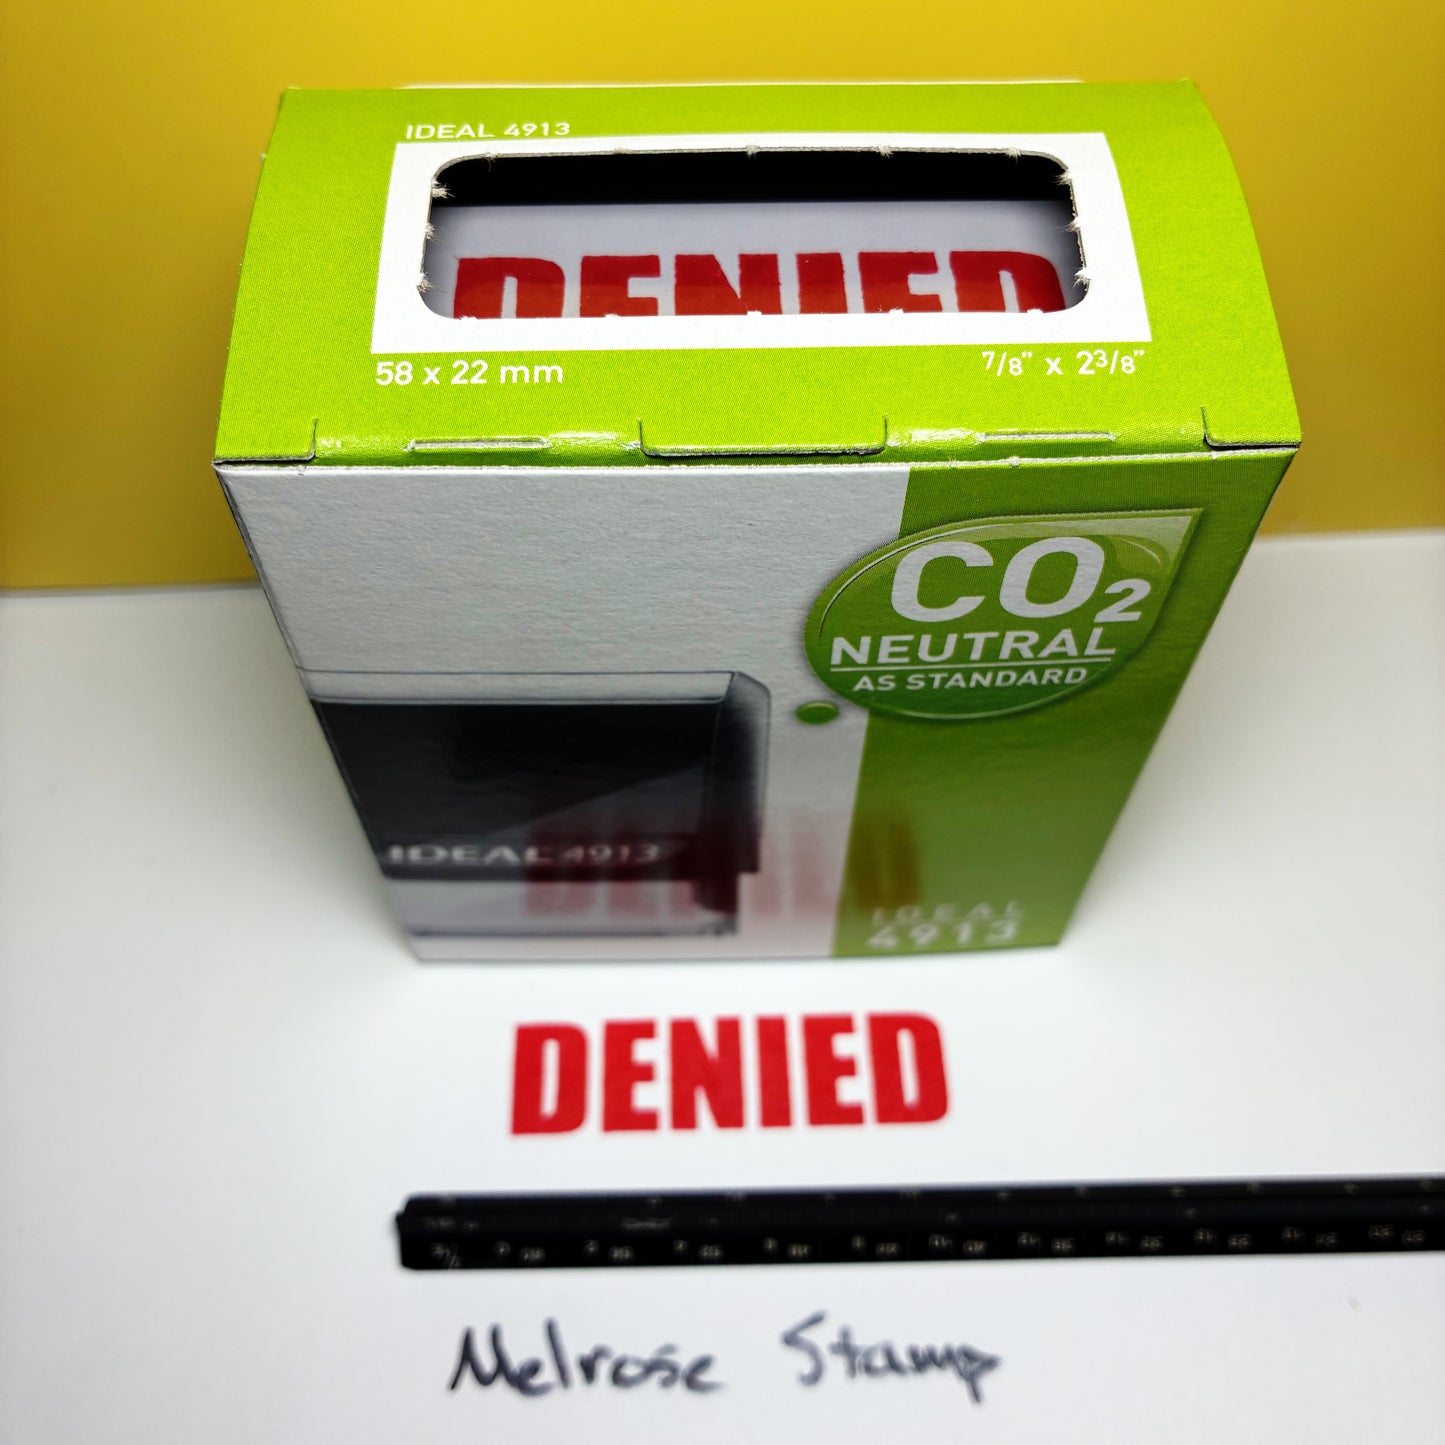 IDEAL 4913
DENIED
58 x 22 mm
7/8" x 2 3/8"
CO2
NEUTRAL
AS STANDARD
IDEAL 4913
IDEAL
4913
DENIED
Melrose Stamp